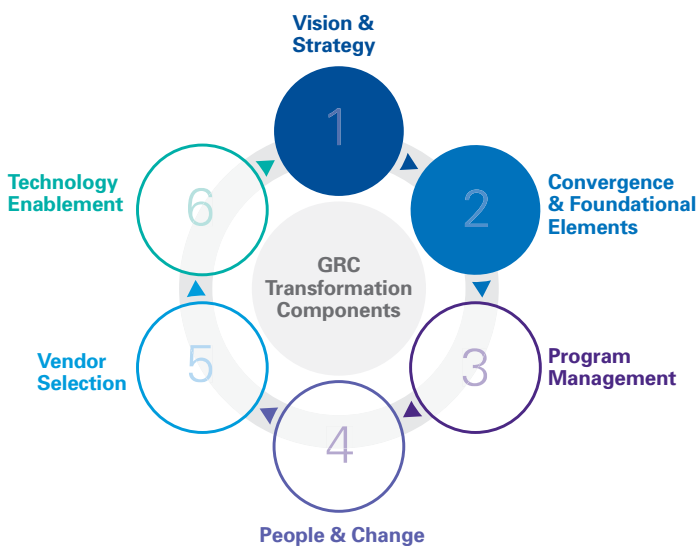 Vision &
Strategy
1
Convergence
& Foundational
Elements
2
Program
Management
3
People & Change
4
Vendor
Selection
5
Technology
Enablement
6
GRC
Transformation
Components